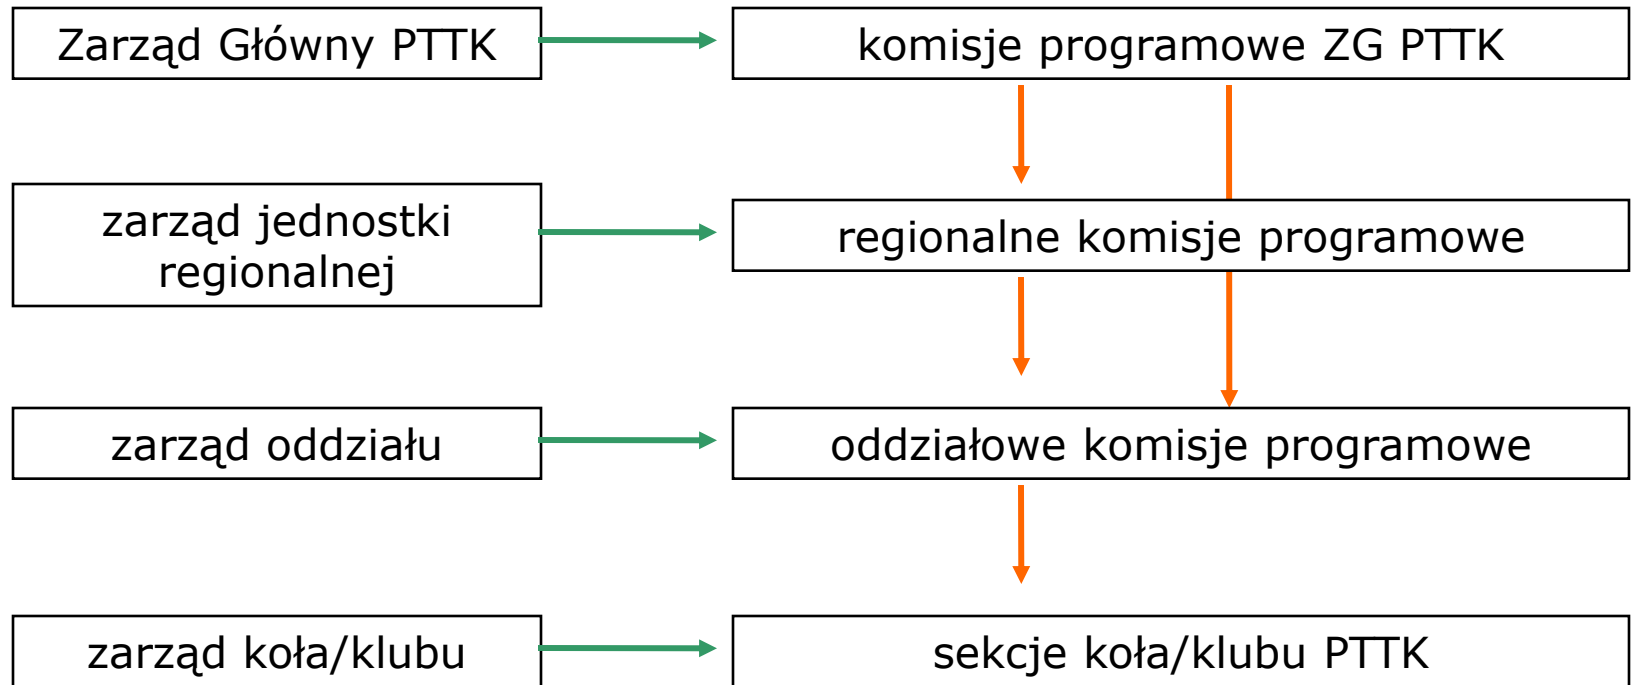 Zarząd Główny PTTK
komisje programowe ZG PTTK
zarząd jednostki
regionalnej
regionalne komisje programowe
zarząd oddziału
oddziałowe komisje programowe
zarząd koła/klubu
sekcje koła/klubu PTTK